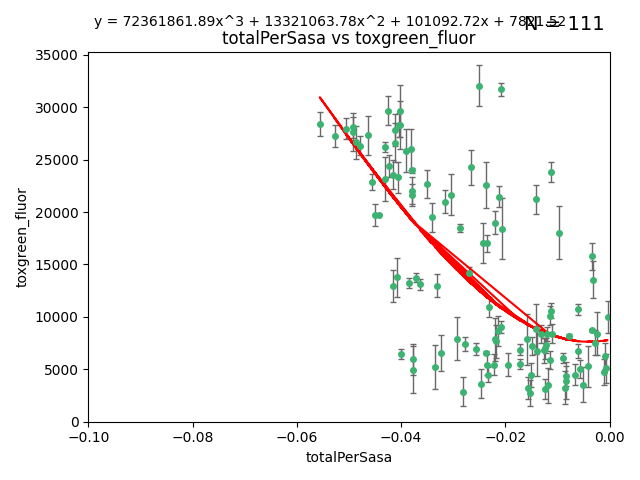 y = 72361861.89x^3 + 13321063.78x^2 + 101092.72x + 7821.52
N = 111
totalPerSasa vs toxgreen_fluor
35000
30000
25000
20000
15000
10000
5000
0
toxgreen_fluor
−0.10
−0.08
−0.06
−0.04
−0.02
0.00
totalPerSasa